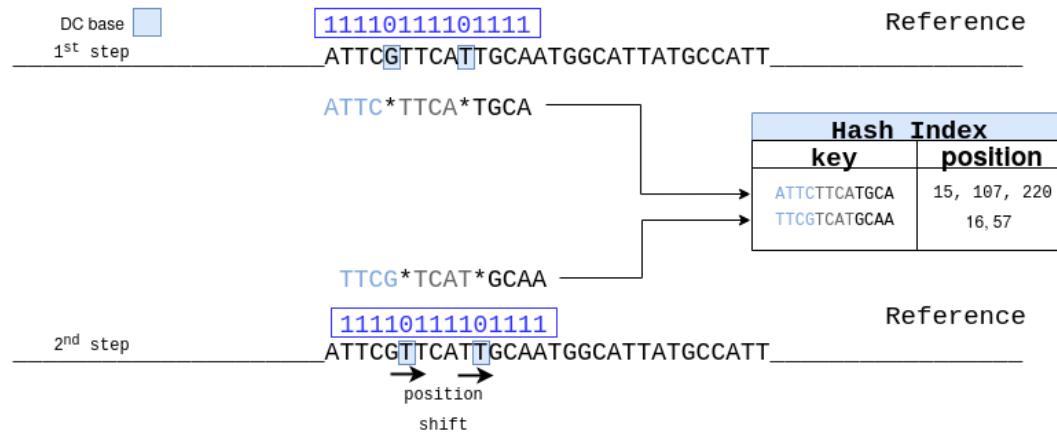 11110111101111
Reference
DC base
1st step
ATTCGTTCATTGCAATGGCATTATGCCATT
ATTC*TTCA*TGCA
Hash Index
key position
ATTCTTCATGCA 15, 107, 220
TTCGTCATGCAA 16, 57
TTCG*TCAT*GCAA
11110111101111
Reference
2nd step
ATTCGTTCATTGCAATGGCATTATGCCATT
position
shift